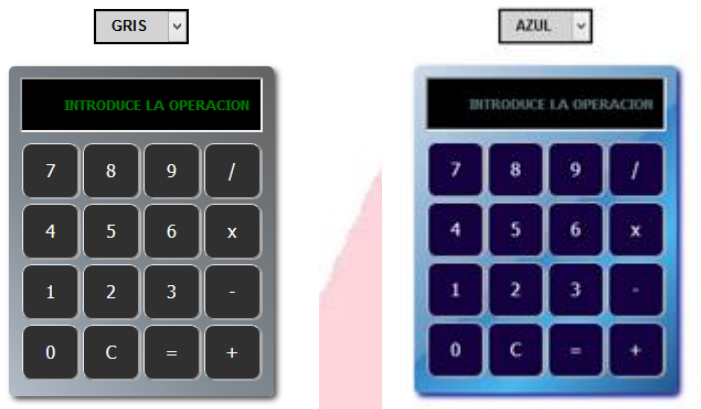 GRIS
INTRODUCE LA OPERACION
7 8 9 /
4 5 6 x
1 2 3 -
0 C = +
AZUL
INTRODUCE LA OPERACION
7 8 9 /
4 5 6 x
1 2 3 -
0 C = +